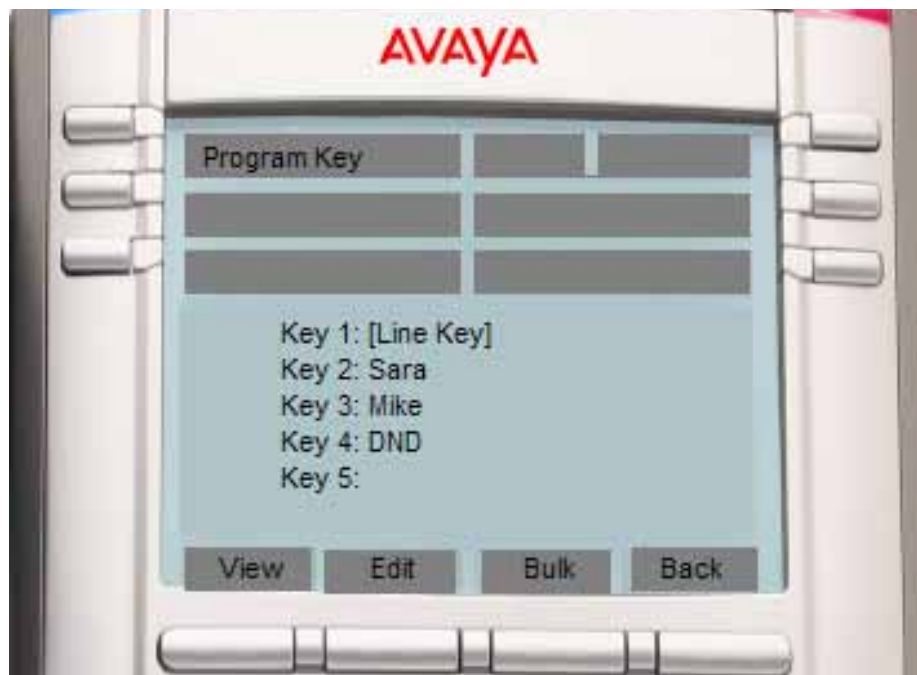 AVAYA
Program Key
Key 1: [Line Key]
Key 2: Sara
Key 3: Mike
Key 4: DND
Key 5:
View Edit Bulk Back